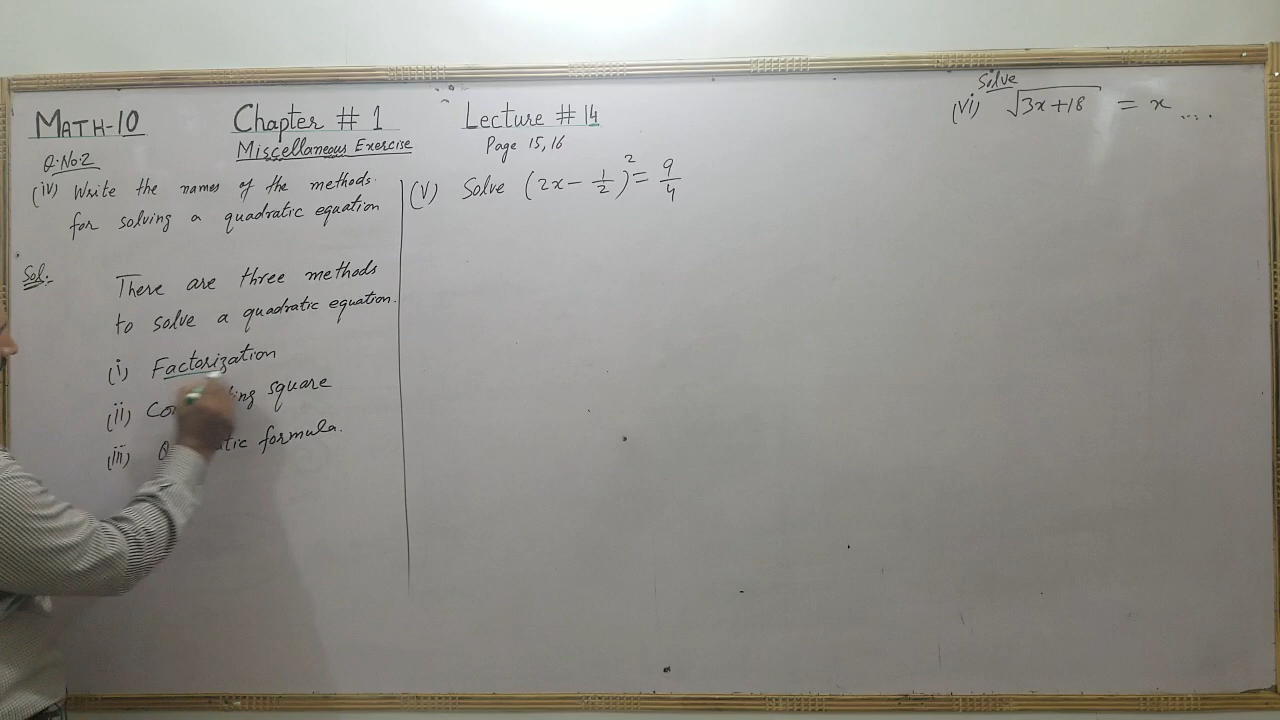 MATH-10
Chapter # 1
Lecture # 14
Miscellaneous Exercise
Page 15,16
Q.No.2
(iv) Write the names of the methods.
for solving a quadratic equation
Sol:-
There are three methods
to solve a quadratic equation.
(i) Factorization
(ii) square
(iii) formula.
(V) Solve (2x - 1/2)² = 9/4
Solve
(Vi) √3x+18 = x ....